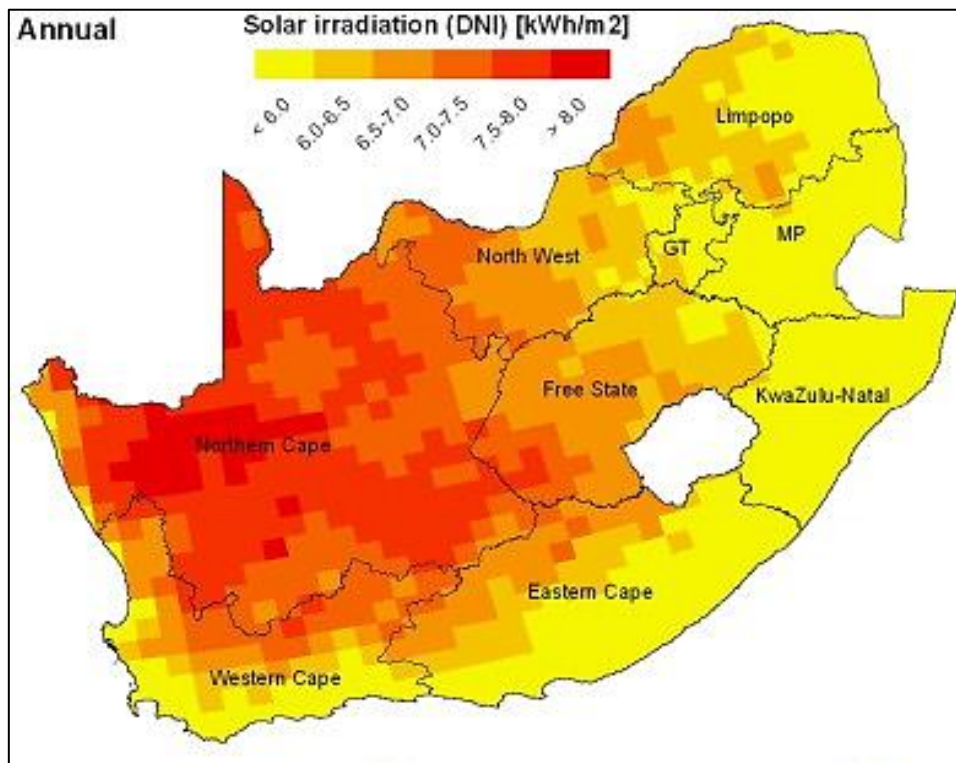 Annual
Solar irradiation (DNI) [kWh/m2]
< 6.0
6.0-6.5
6.5-7.0
7.0-7.5
7.5-8.0
> 8.0
Limpopo
MP
GT
North West
Free State
KwaZulu-Natal
Northern Cape
Eastern Cape
Western Cape